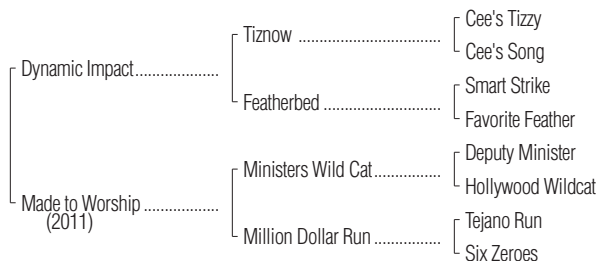 Cee's Tizzy
Tiznow
Cee's Song
Dynamic Impact
Smart Strike
Featherbed
Favorite Feather
Deputy Minister
Ministers Wild Cat
Hollywood Wildcat
Made to Worship
(2011)
Tejano Run
Million Dollar Run
Six Zeroes